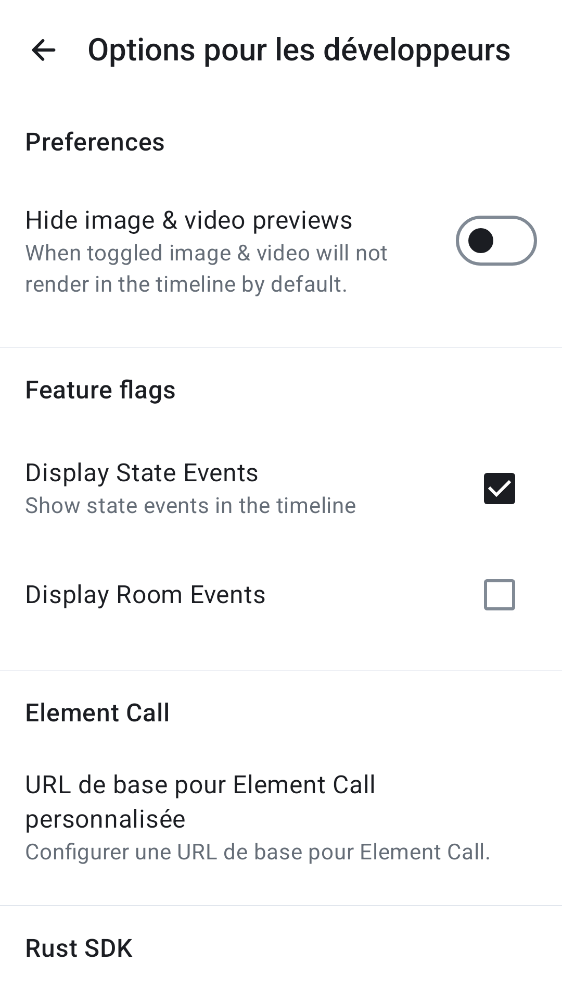 Options pour les développeurs
Preferences
Hide image & video previews
When toggled image & video will not
render in the timeline by default.
Feature flags
Display State Events
Show state events in the timeline
Display Room Events
Element Call
URL de base pour Element Call
personnalisée
Configurer une URL de base pour Element Call.
Rust SDK